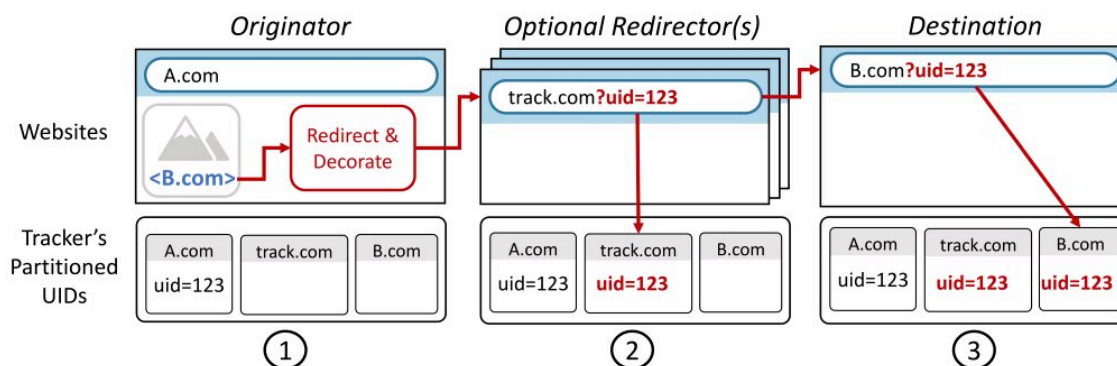 Originator
Optional Redirector(s)
Destination
A.com
track.com?uid=123
B.com?uid=123
Websites
<B.com>
Redirect &
Decorate
Tracker's
Partitioned
UIDs
A.com
track.com
B.com
uid=123
A.com
track.com
B.com
uid=123
uid=123
A.com
track.com
B.com
uid=123
uid=123
uid=123
1
2
3